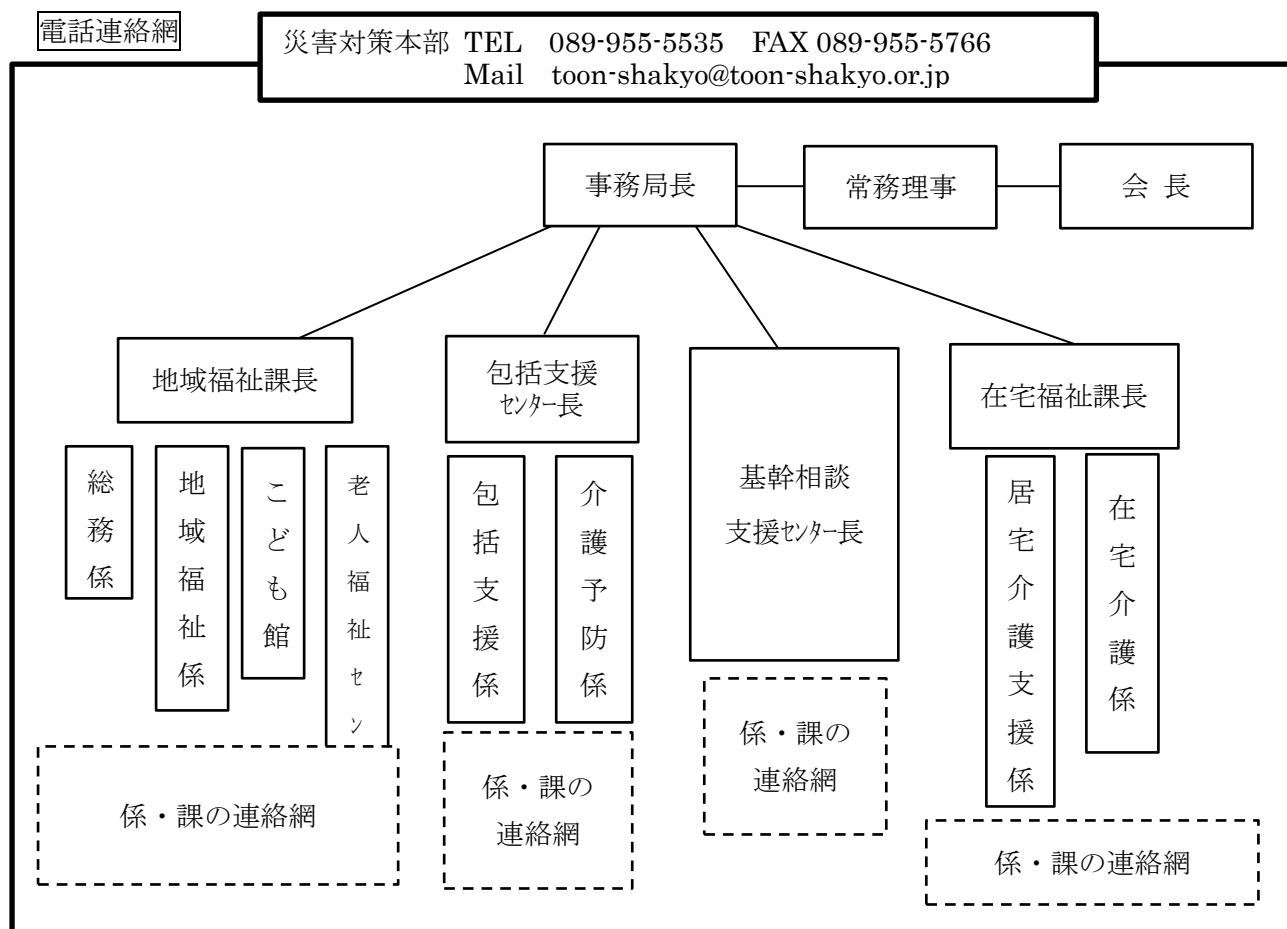 電話連絡網
災害対策本部 TEL 089-955-5535 FAX 089-955-5766
Mail toon-shakyo@toon-shakyo.or.jp
事務局長
常務理事
会 長
地域福祉課長
包括支援
ｾﾝﾀｰ長
基幹相談
支援ｾﾝﾀｰ長
在宅福祉課長
総務係
地域福祉係
こども館
老人福祉ｾﾝ
包括支援係
介護予防係
居宅介護支援係
在宅介護係
係・課の連絡網
係・課の
連絡網
係・課の
連絡網
係・課の連絡網